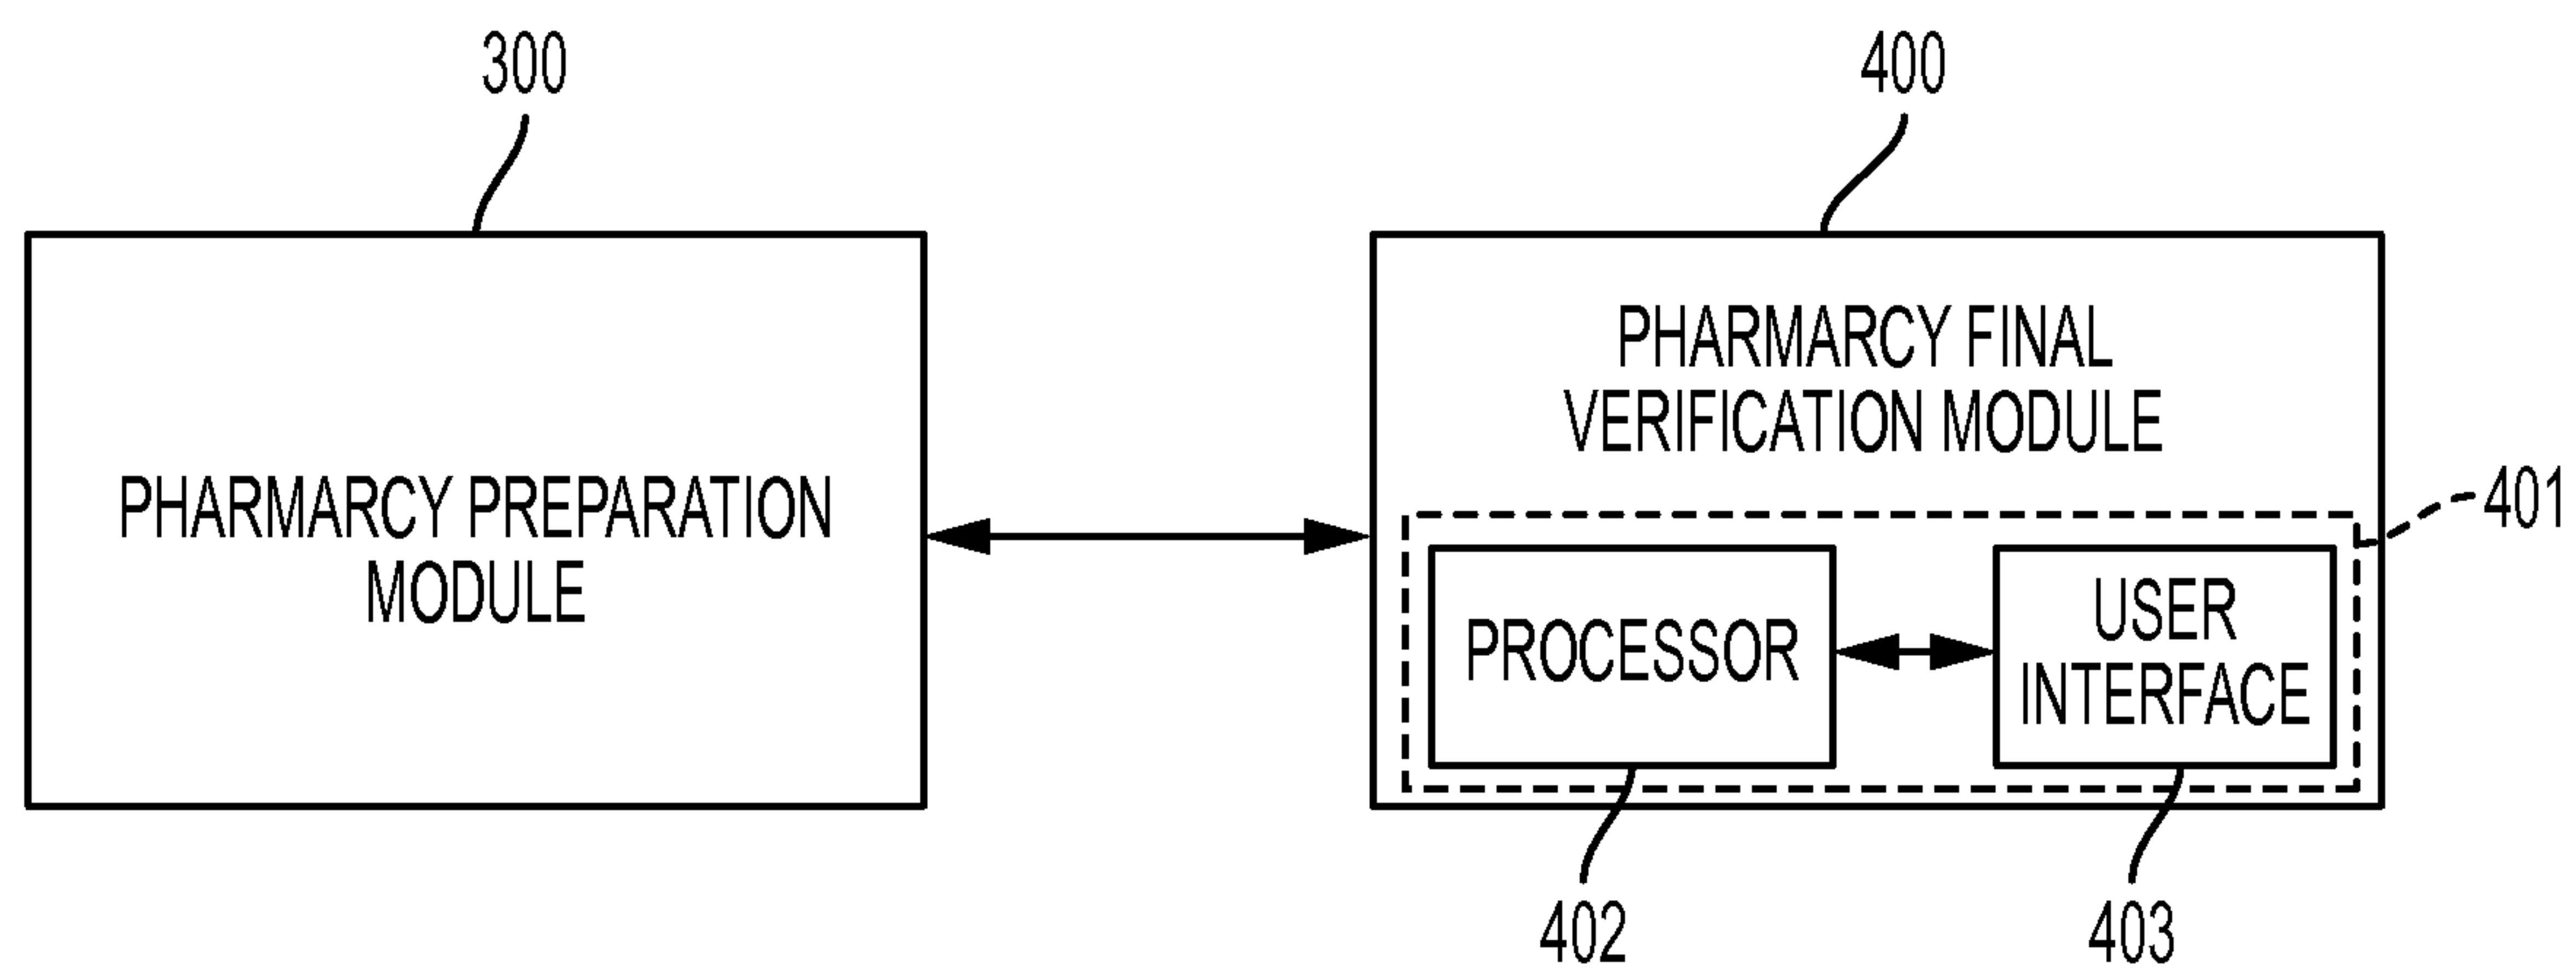 300
400
PHARMARCY PREPARATION
MODULE
PHARMARCY FINAL
VERIFICATION MODULE
401
PROCESSOR
USER
INTERFACE
402
403